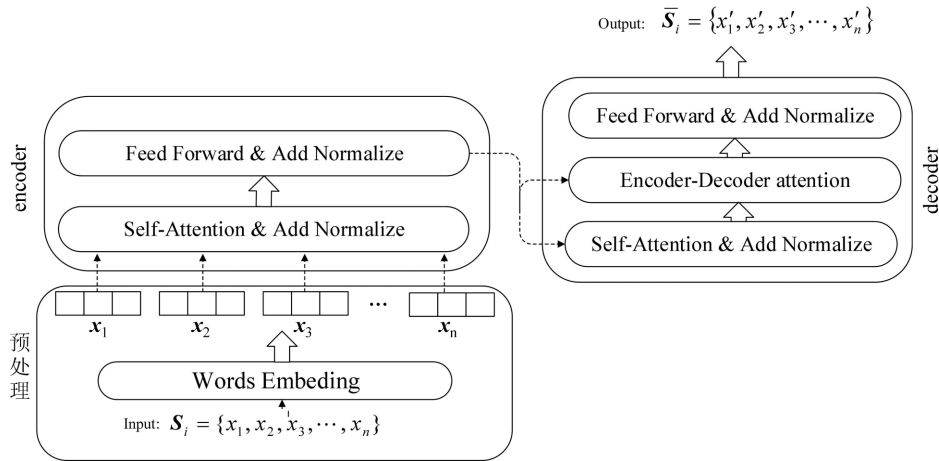 Output: S̅ᵢ = {x′₁, x′₂, x′₃, ⋯, x′ₙ}
encoder
Feed Forward & Add Normalize
Self-Attention & Add Normalize
decoder
Feed Forward & Add Normalize
Encoder-Decoder attention
Self-Attention & Add Normalize
x₁ x₂ x₃ ... xₙ
预处理
Words Embeding
Input: Sᵢ = {x₁, x₂, x₃, ⋯, xₙ}